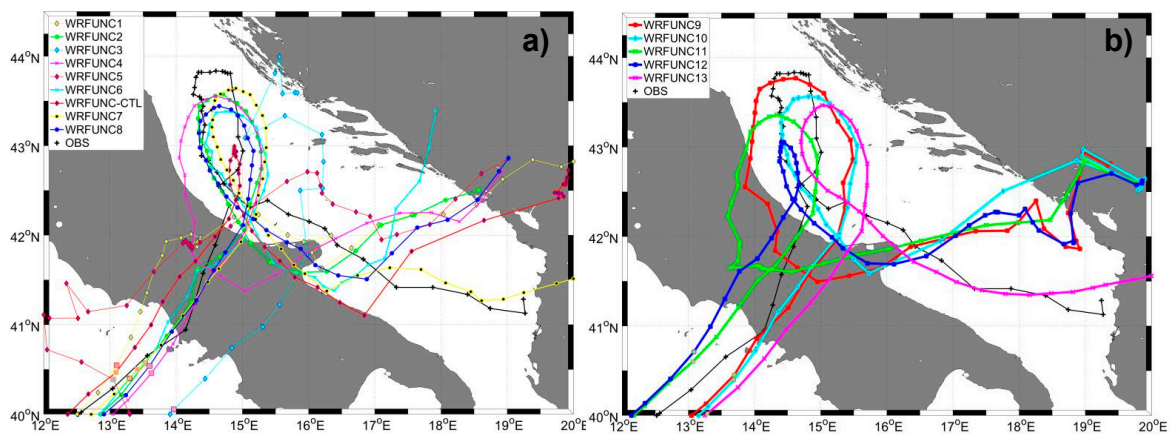 WRFUNC1
WRFUNC2
WRFUNC3
WRFUNC4
WRFUNC5
WRFUNC6
WRFUNC-CTL
WRFUNC7
WRFUNC8
OBS
a)
44°N
43°N
42°N
41°N
40°N
12°E 13°E 14°E 15°E 16°E 17°E 18°E 19°E 20°E
WRFUNC9
WRFUNC10
WRFUNC11
WRFUNC12
WRFUNC13
OBS
b)
44°N
43°N
42°N
41°N
40°N
12°E 13°E 14°E 15°E 16°E 17°E 18°E 19°E 20°E